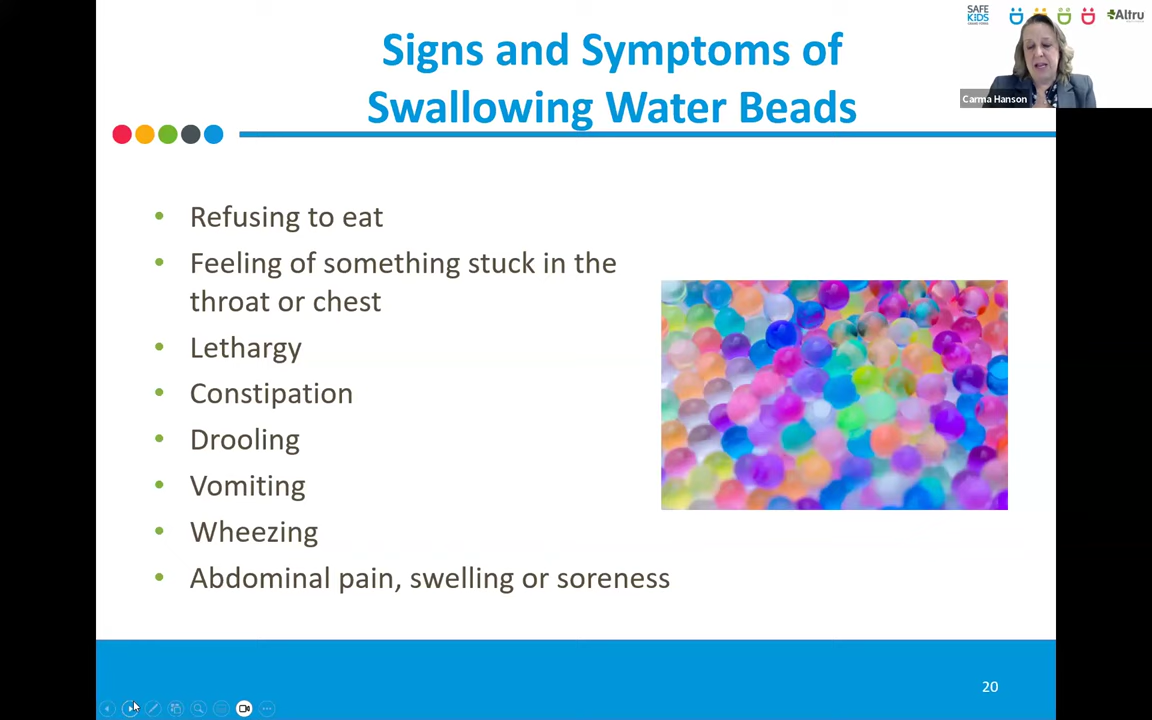 Signs and Symptoms of
Swallowing Water Beads
SAFE
KIDS
Altru
Carma Hanson
• Refusing to eat
• Feeling of something stuck in the
throat or chest
• Lethargy
• Constipation
• Drooling
• Vomiting
• Wheezing
• Abdominal pain, swelling or soreness
20